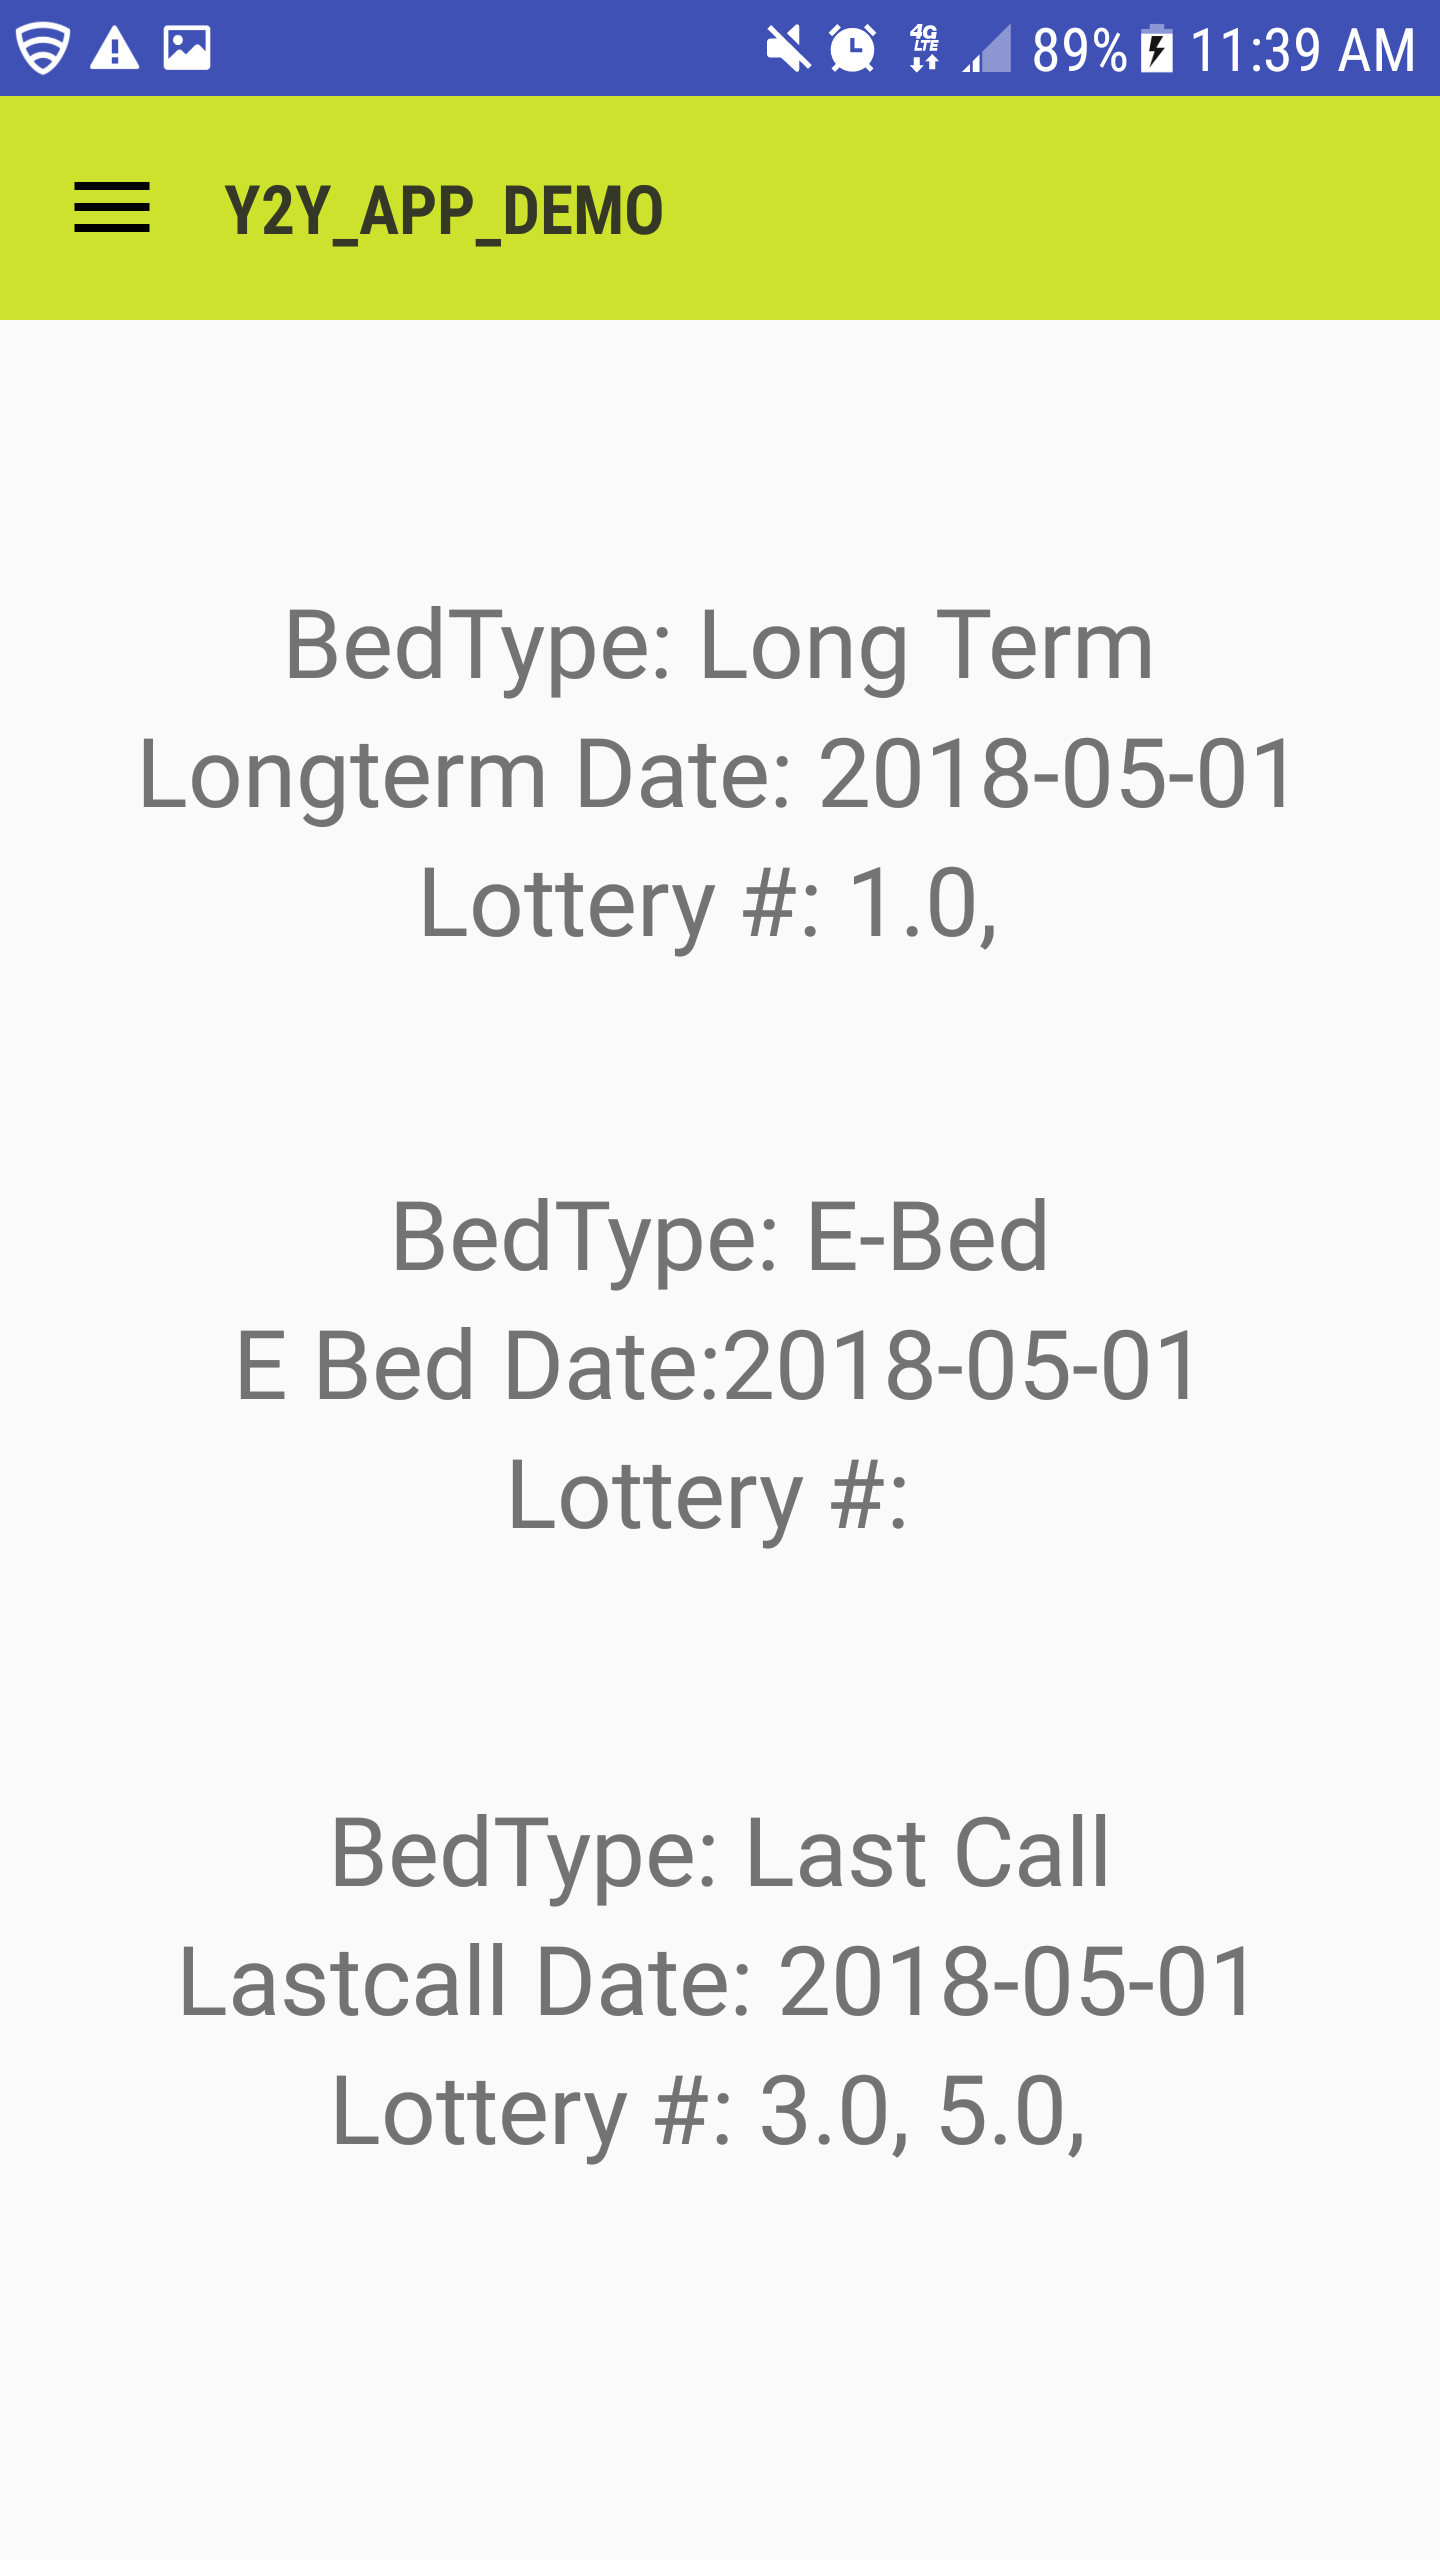 4G LTE 89% 11:39 AM
Y2Y_APP_DEMO
BedType: Long Term
Longterm Date: 2018-05-01
Lottery #: 1.0,
BedType: E-Bed
E Bed Date:2018-05-01
Lottery #:
BedType: Last Call
Lastcall Date: 2018-05-01
Lottery #: 3.0, 5.0,